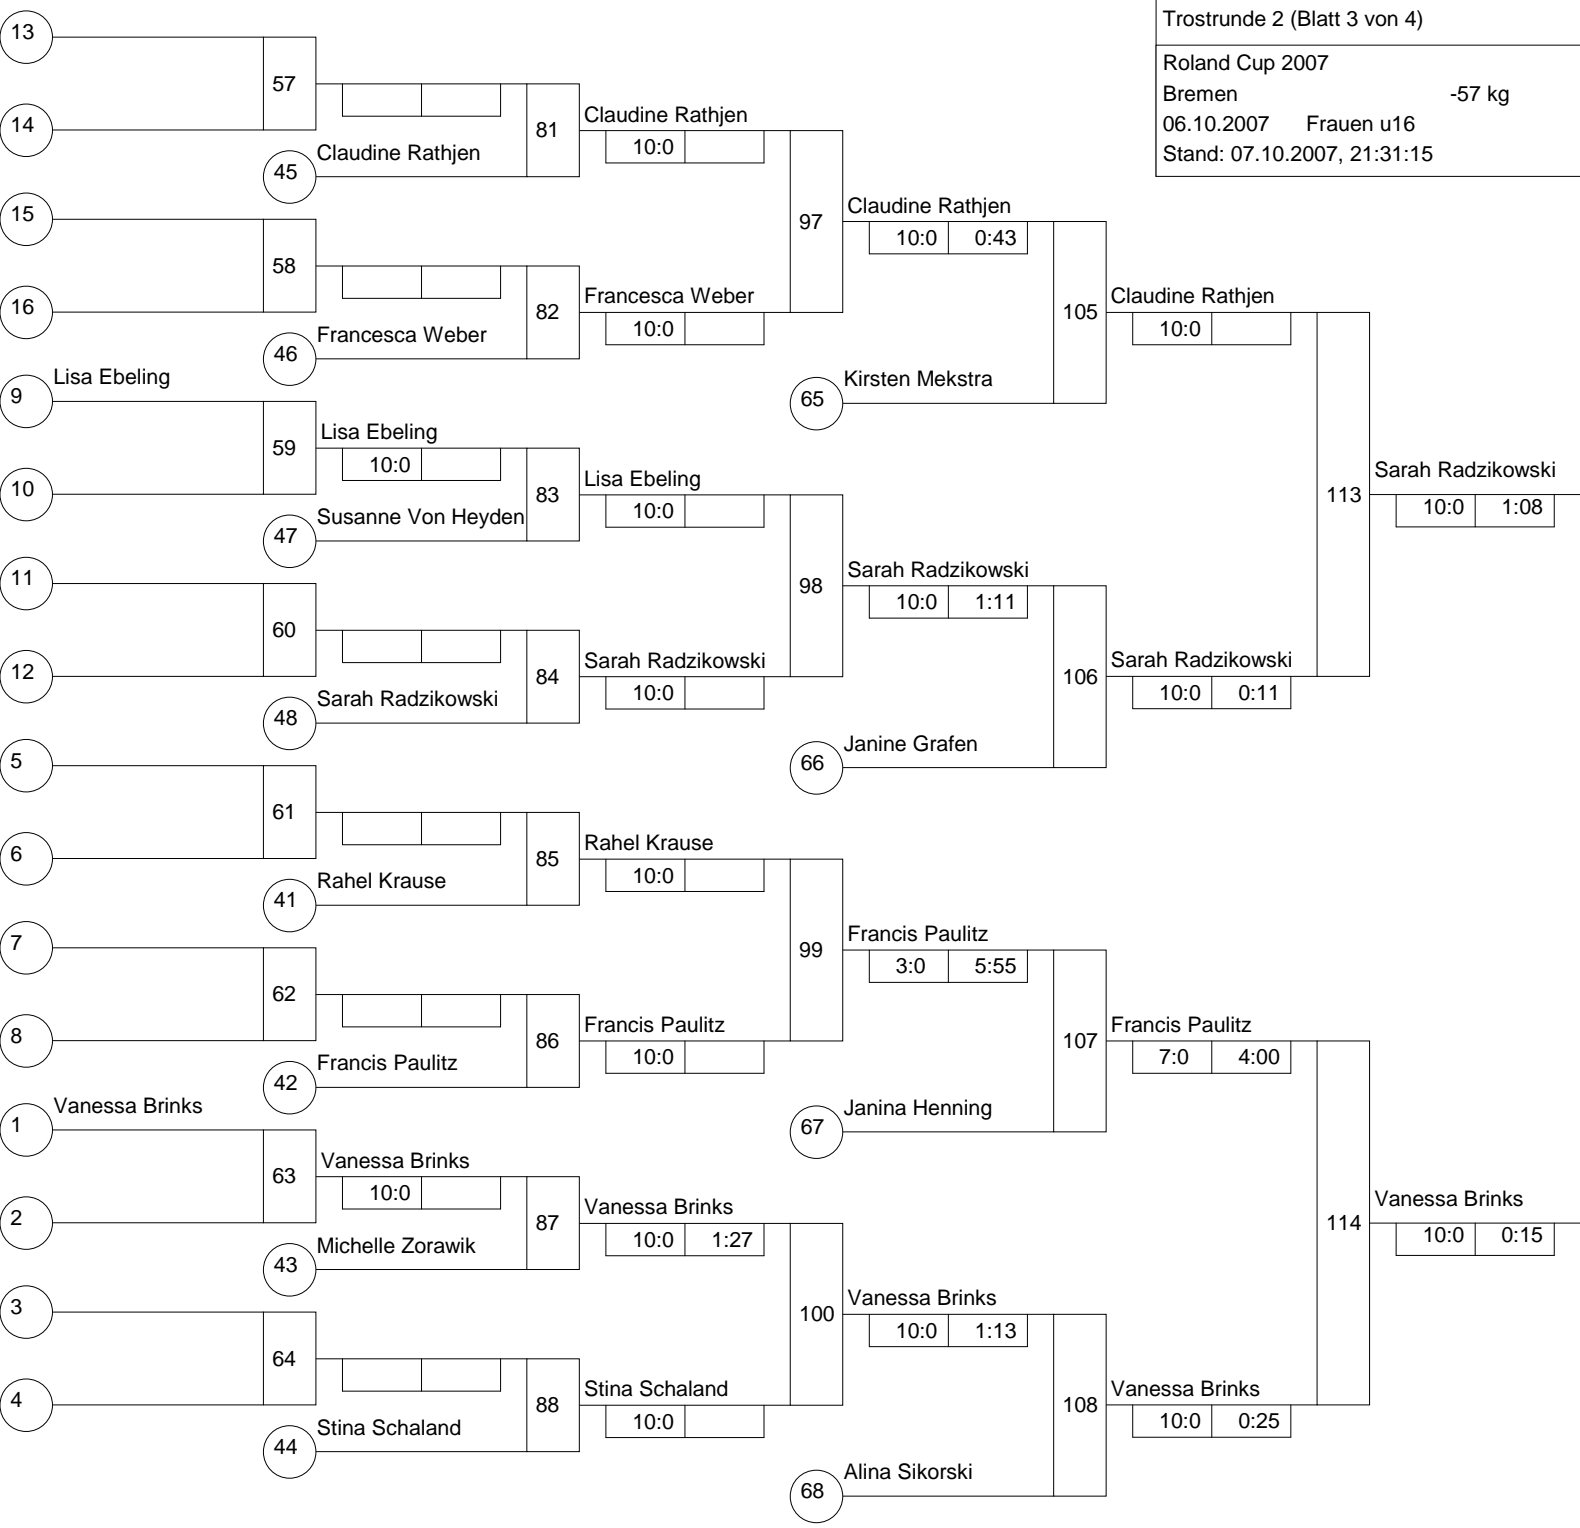 Trostrunde 2 (Blatt 3 von 4)
Roland Cup 2007
Bremen -57 kg
06.10.2007 Frauen u16
Stand: 07.10.2007, 21:31:15
13
14
57
45 Claudine Rathjen
81
Claudine Rathjen
10:0
15
16
58
46 Francesca Weber
82
Francesca Weber
10:0
97
Claudine Rathjen
10:0 0:43
65 Kirsten Mekstra
105
Claudine Rathjen
10:0
9 Lisa Ebeling
10
59
Lisa Ebeling
10:0
47 Susanne Von Heyden
83
Lisa Ebeling
10:0
11
12
60
48 Sarah Radzikowski
84
Sarah Radzikowski
10:0
98
Sarah Radzikowski
10:0 1:11
66 Janine Grafen
106
Sarah Radzikowski
10:0 0:11
113
Sarah Radzikowski
10:0 1:08
5
6
61
41 Rahel Krause
85
Rahel Krause
10:0
7
8
62
42 Francis Paulitz
86
Francis Paulitz
10:0
99
Francis Paulitz
3:0 5:55
67 Janina Henning
107
Francis Paulitz
7:0 4:00
1 Vanessa Brinks
2
63
Vanessa Brinks
10:0
43 Michelle Zorawik
87
Vanessa Brinks
10:0 1:27
3
4
64
44 Stina Schaland
88
Stina Schaland
10:0
100
Vanessa Brinks
10:0 1:13
68 Alina Sikorski
108
Vanessa Brinks
10:0 0:25
114
Vanessa Brinks
10:0 0:15